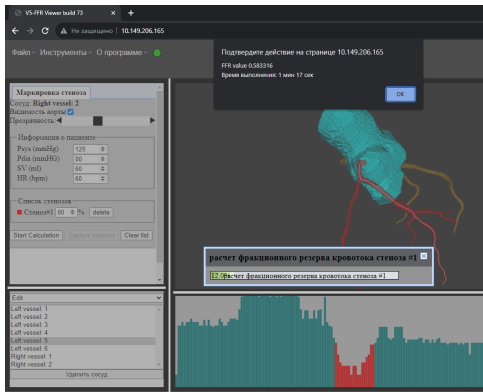 VS-FFR Viewer build 73
Не защищено | 10.149.206.165
Файл Инструменты О программе
Подтвердите действие на странице 10.149.206.165
FFR value 0.583316
Время выполнения: 1 мин 17 сек
OK
Маркировка стеноза
Сосуд: Right vessel: 2
Видимость аорты
Прозрачность
Информация о пациенте
Psys (mmHg) 120
Pdia (mmHG) 80
SV (ml) 60
HR (bpm) 60
Список стенозов
Стеноз#1 80 % delete
Start Calculation Clear list
расчет фракционного резерва кровотока стеноза #1
расчет фракционного резерва кровотока стеноза #1
Edit
Left vessel: 1
Left vessel: 2
Left vessel: 3
Left vessel: 4
Left vessel: 5
Left vessel: 6
Right vessel: 1
Right vessel: 2
Удалить сосуд